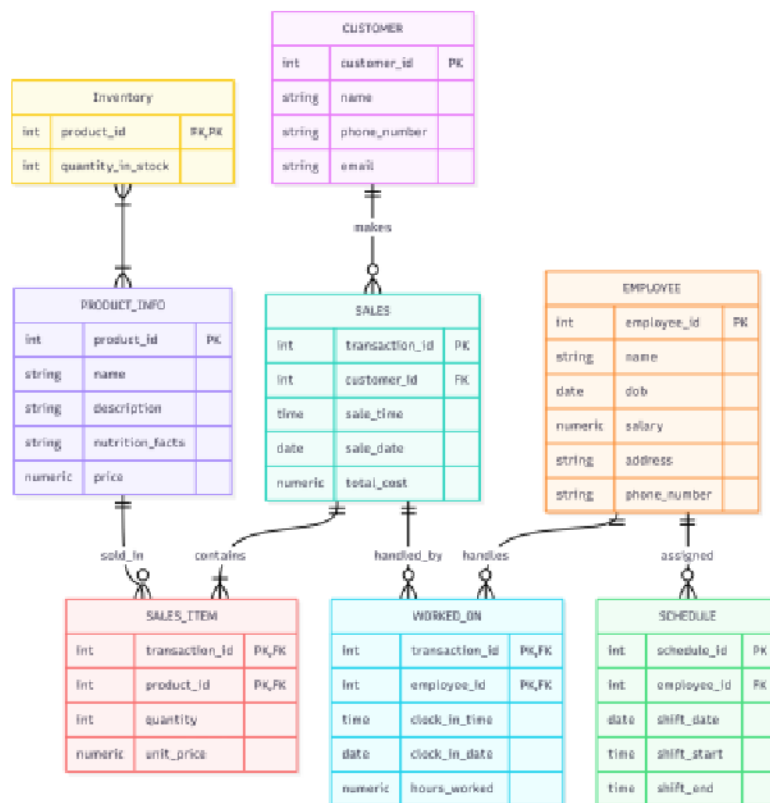 CUSTOMER
int customer_id PK
string name
string phone_number
string email
Inventory
int product_id PK,PK
int quantity_in_stock
makes
PRODUCT_INFO
int product_id PK
string name
string description
string nutrition_facts
numeric price
SALES
int transaction_id PK
int customer_id FK
time sale_time
date sale_date
numeric total_cost
EMPLOYEE
int employee_id PK
string name
date dob
numeric salary
string address
string phone_number
sold_in
contains
handled_by
handles
assigned
SALES_ITEM
int transaction_id PK,FK
int product_id PK,FK
int quantity
numeric unit_price
WORKED_ON
int transaction_id PK,FK
int employee_id PK,FK
time clock_in_time
date clock_in_date
numeric hours_worked
SCHEDULE
int schedule_id PK
int employee_id FK
date shift_date
time shift_start
time shift_end